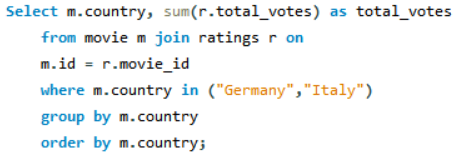 Select m.country, sum(r.total_votes) as total_votes
from movie m join ratings r on
m.id = r.movie_id
where m.country in ("Germany","Italy")
group by m.country
order by m.country;